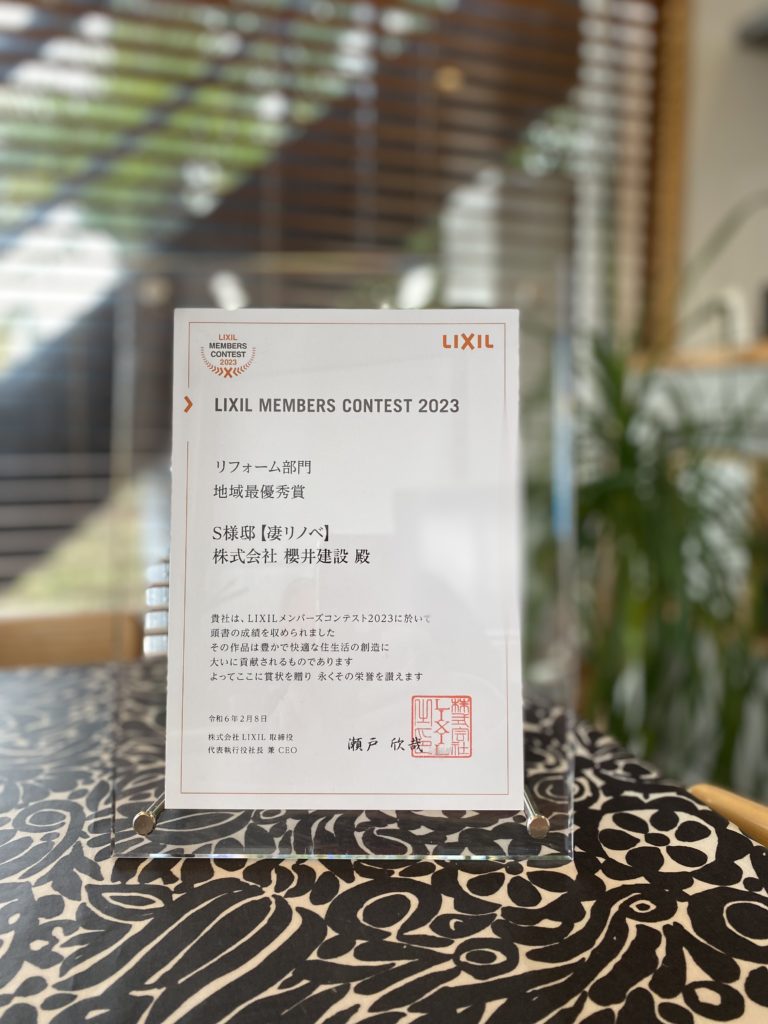 LIXIL
MEMBERS
CONTEST
2023
LIXIL
LIXIL MEMBERS CONTEST 2023
リフォーム部門
地域最優秀賞
S様邸【凄リノベ】
株式会社 櫻井建設 殿
貴社は、LIXILメンバーズコンテスト2023に於いて
頭書の成績を収められました
その作品は豊かで快適な住生活の創造に
大いに貢献されるものであります
よってここに賞状を贈り 永くその栄誉を讃えます
令和6年2月8日
株式会社 LIXIL 取締役
代表執行役社長 兼 CEO
瀬戸 欣哉
株式会社
LIXIL